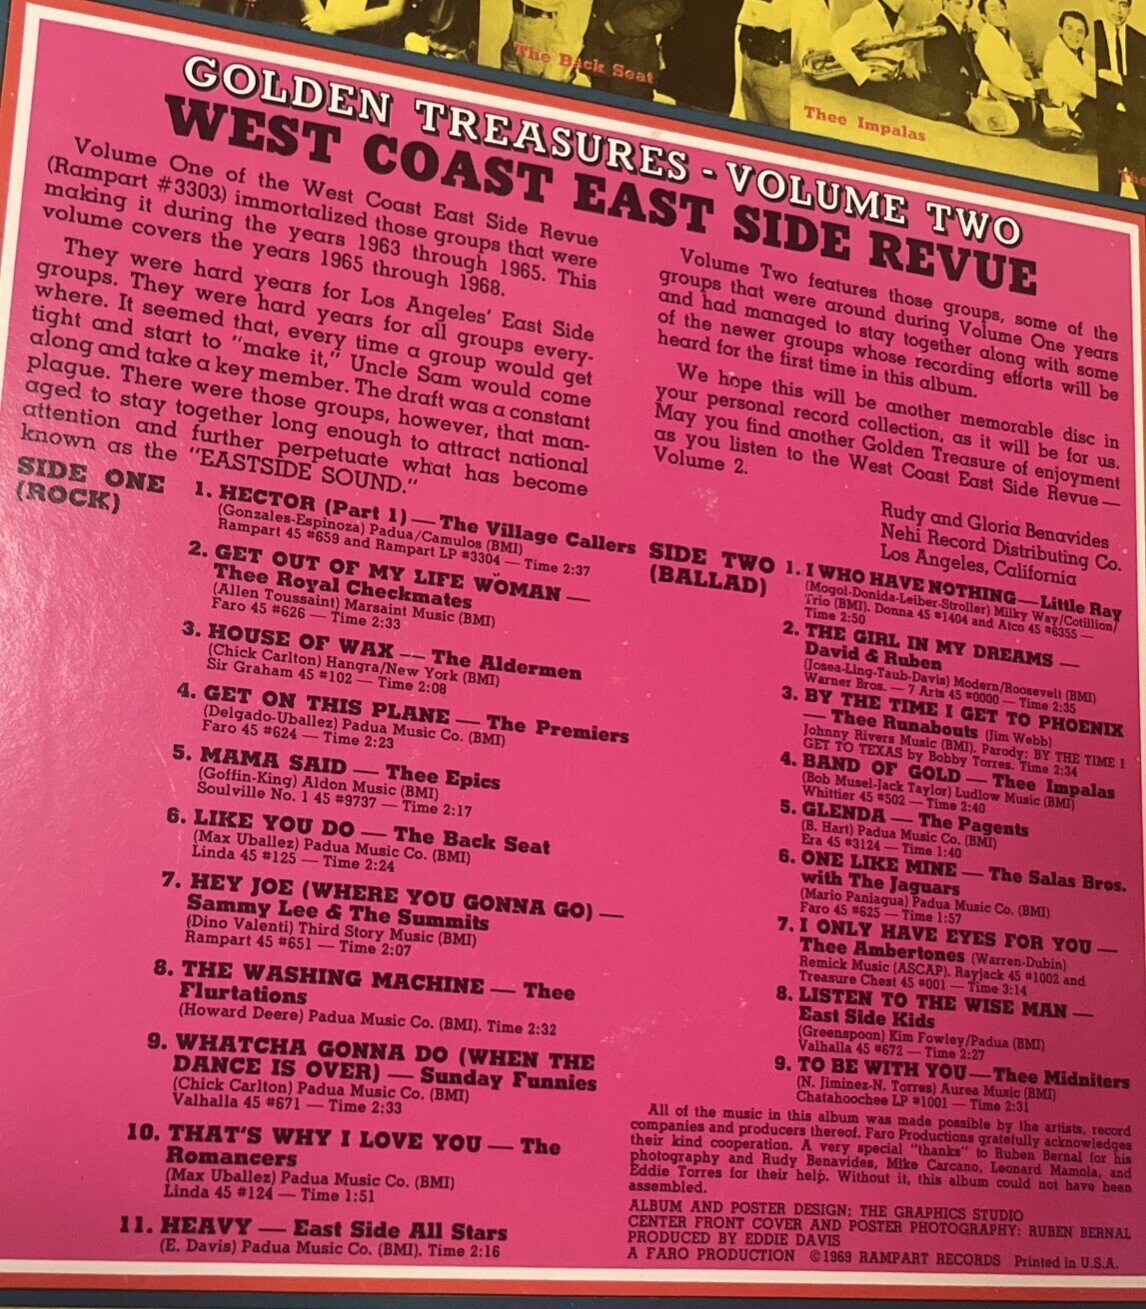 The Back Seat
Thee Impalas
GOLDEN TREASURES - VOLUME TWO
WEST COAST EAST SIDE REVUE
Volume One of the West Coast East Side Revue
(Rampart #3303) immortalized those groups that were
making it during the years 1963 through 1965. This
volume covers the years 1965 through 1968.
They were hard years for Los Angeles' East Side
groups. They were hard years for all groups every-
where. It seemed that, every time a group would get
tight and start to "make it," Uncle Sam would come
along and take a key member. The draft was a constant
plague. There were those groups, however, that man-
aged to stay together long enough to attract national
attention and further perpetuate what has become
known as the "EASTSIDE SOUND."
Volume Two features those groups, some of the
groups that were around during Volume One years
and had managed to stay together along with some
of the newer groups whose recording efforts will be
heard for the first time in this album.
We hope this will be another memorable disc in
your personal record collection, as it will be for us.
May you find another Golden Treasure of enjoyment
as you listen to the West Coast East Side Revue —
Volume 2.
Rudy and Gloria Benavides
Nehi Record Distributing Co.
Los Angeles, California
SIDE ONE
(ROCK)
1. HECTOR (Part 1) — The Village Callers
(Gonzales-Espinoza) Padua/Camulos (BMI)
Rampart 45 #659 and Rampart LP #3304 — Time 2:37
2. GET OUT OF MY LIFE WOMAN —
Thee Royal Checkmates
(Allen Toussaint) Marsaint Music (BMI)
Faro 45 #626 — Time 2:33
3. HOUSE OF WAX — The Aldermen
(Chick Carlton) Hangra/New York (BMI)
Sir Graham 45 #102 — Time 2:08
4. GET ON THIS PLANE — The Premiers
(Delgado-Uballez) Padua Music Co. (BMI)
Faro 45 #624 — Time 2:23
5. MAMA SAID — Thee Epics
(Goffin-King) Aldon Music (BMI)
Soulville No. 1 45 #9737 — Time 2:17
6. LIKE YOU DO — The Back Seat
(Max Uballez) Padua Music Co. (BMI)
Linda 45 #125 — Time 2:24
7. HEY JOE (WHERE YOU GONNA GO) —
Sammy Lee & The Summits
(Dino Valenti) Third Story Music (BMI)
Rampart 45 #651 — Time 2:07
8. THE WASHING MACHINE — Thee
Flurtations
(Howard Deere) Padua Music Co. (BMI). Time 2:32
9. WHATCHA GONNA DO (WHEN THE
DANCE IS OVER) — Sunday Funnies
(Chick Carlton) Padua Music Co. (BMI)
Valhalla 45 #671 — Time 2:33
10. THAT'S WHY I LOVE YOU — The
Romancers
(Max Uballez) Padua Music Co. (BMI)
Linda 45 #124 — Time 1:51
11. HEAVY — East Side All Stars
(E. Davis) Padua Music Co. (BMI). Time 2:16
SIDE TWO
(BALLAD)
1. I WHO HAVE NOTHING — Little Ray
(Mogol-Donida-Leiber-Stroller) Milky Way/Cotillion/
Trio (BMI). Donna 45 #1404 and Atco 45 #6355 —
Time 2:50
2. THE GIRL IN MY DREAMS —
David & Ruben
(Josea-Ling-Taub-Davis) Modern/Roosevelt (BMI)
Warner Bros. — 7 Arts 45 #0000 — Time 2:35
3. BY THE TIME I GET TO PHOENIX
— Thee Runabouts (Jim Webb)
Johnny Rivers Music (BMI). Parody: BY THE TIME I
GET TO TEXAS by Bobby Torres. Time 2:34
4. BAND OF GOLD — Thee Impalas
(Bob Musel-Jack Taylor) Ludlow Music (BMI)
Whittier 45 #502 — Time 2:40
5. GLENDA — The Pagents
(B. Hart) Padua Music Co. (BMI)
Era 45 #3124 — Time 1:40
6. ONE LIKE MINE — The Salas Bros.
with The Jaguars
(Mario Paniagua) Padua Music Co. (BMI)
Faro 45 #625 — Time 1:57
7. I ONLY HAVE EYES FOR YOU —
Thee Ambertones (Warren-Dubin)
Remick Music (ASCAP). Rayjack 45 #1002 and
Treasure Chest 45 #001 — Time 3:14
8. LISTEN TO THE WISE MAN —
East Side Kids
(Greenspoon) Kim Fowley/Padua (BMI)
Valhalla 45 #672 — Time 2:27
9. TO BE WITH YOU — Thee Midniters
(N. Jiminez-N. Torres) Aurea Music (BMI)
Chatahoochee LP #1001 — Time 2:31
All of the music in this album was made possible by the artists, record
companies and producers thereof. Faro Productions gratefully acknowledges
their kind cooperation. A very special "thanks" to Ruben Bernal for his
photography and Rudy Benavides, Mike Carcano, Leonard Mamola, and
Eddie Torres for their help. Without it, this album could not have been
assembled.
ALBUM AND POSTER DESIGN: THE GRAPHICS STUDIO
CENTER FRONT COVER AND POSTER PHOTOGRAPHY: RUBEN BERNAL
PRODUCED BY EDDIE DAVIS
A FARO PRODUCTION ©1969 RAMPART RECORDS Printed in U.S.A.